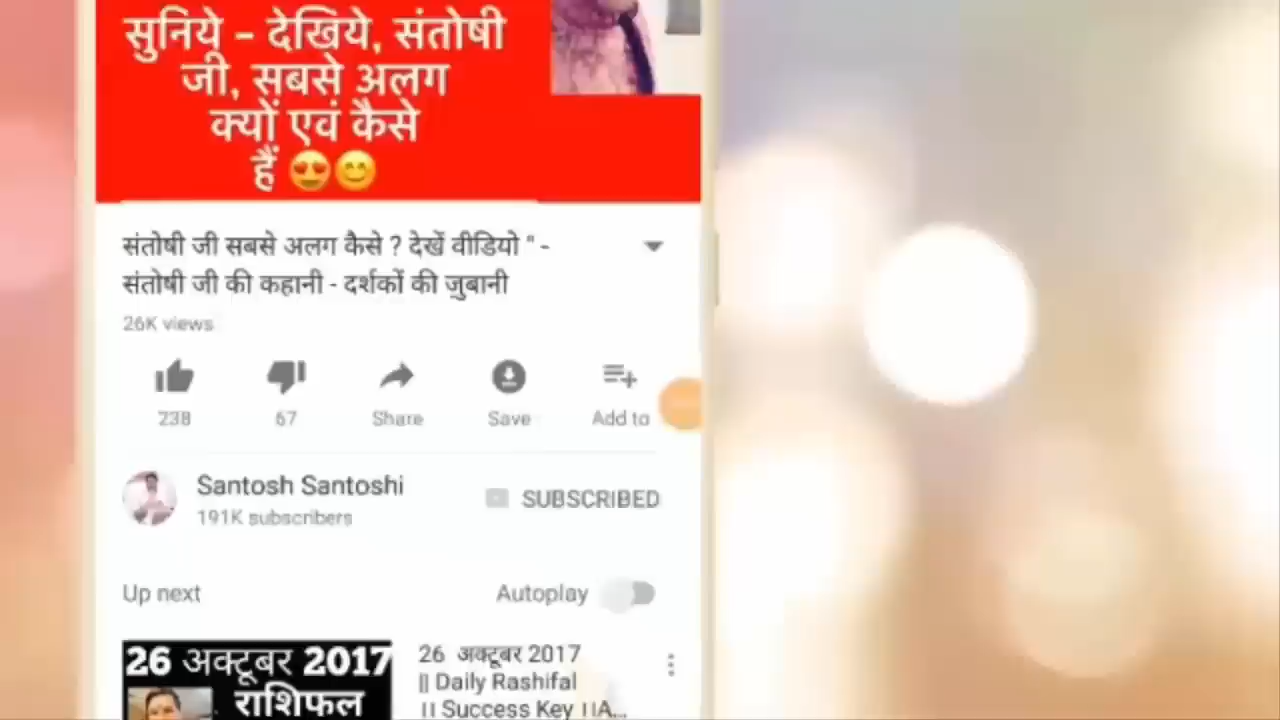 सुनिये - देखिये, संतोषी
जी, सबसे अलग
क्यों एवं कैसे
हैं 😍😊
संतोषी जी सबसे अलग कैसे ? देखें वीडियो " -
संतोषी जी की कहानी - दर्शकों की जुबानी
26K views
238
67
Share
Save
Add to
Santosh Santoshi
191K subscribers
SUBSCRIBED
Up next
Autoplay
26 अक्टूबर 2017
राशिफल
26 अक्टूबर 2017
|| Daily Rashifal
।। Success Key ।।A...